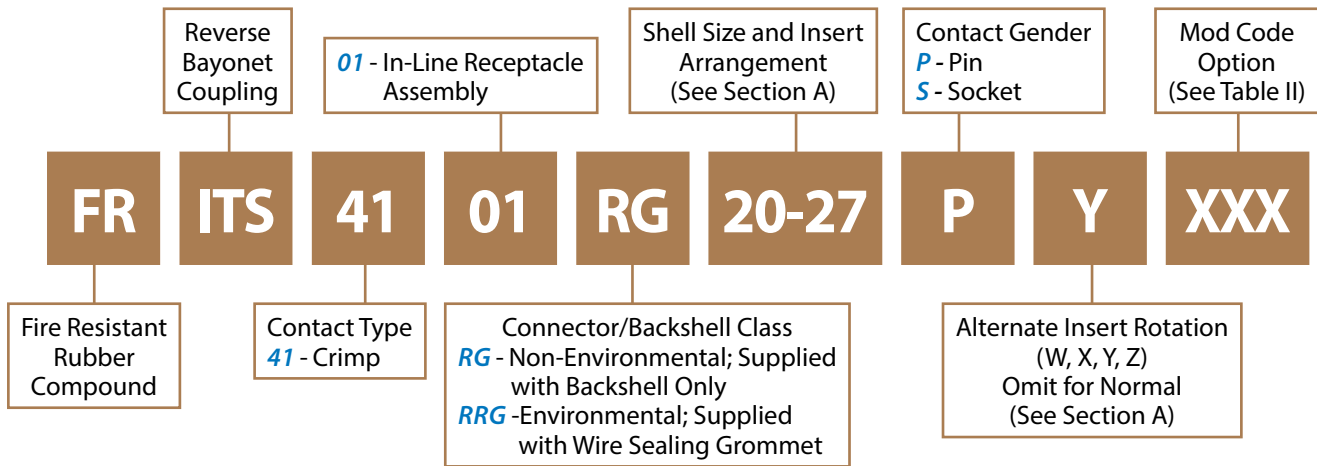 Reverse
Bayonet
Coupling
01 - In-Line Receptacle
Assembly
Shell Size and Insert
Arrangement
(See Section A)
Contact Gender
P - Pin
S - Socket
Mod Code
Option
(See Table II)
FR ITS 41 01 RG 20-27 P Y XXX
Fire Resistant
Rubber
Compound
Contact Type
41 - Crimp
Connector/Backshell Class
RG - Non-Environmental; Supplied
with Backshell Only
RRG -Environmental; Supplied
with Wire Sealing Grommet
Alternate Insert Rotation
(W, X, Y, Z)
Omit for Normal
(See Section A)